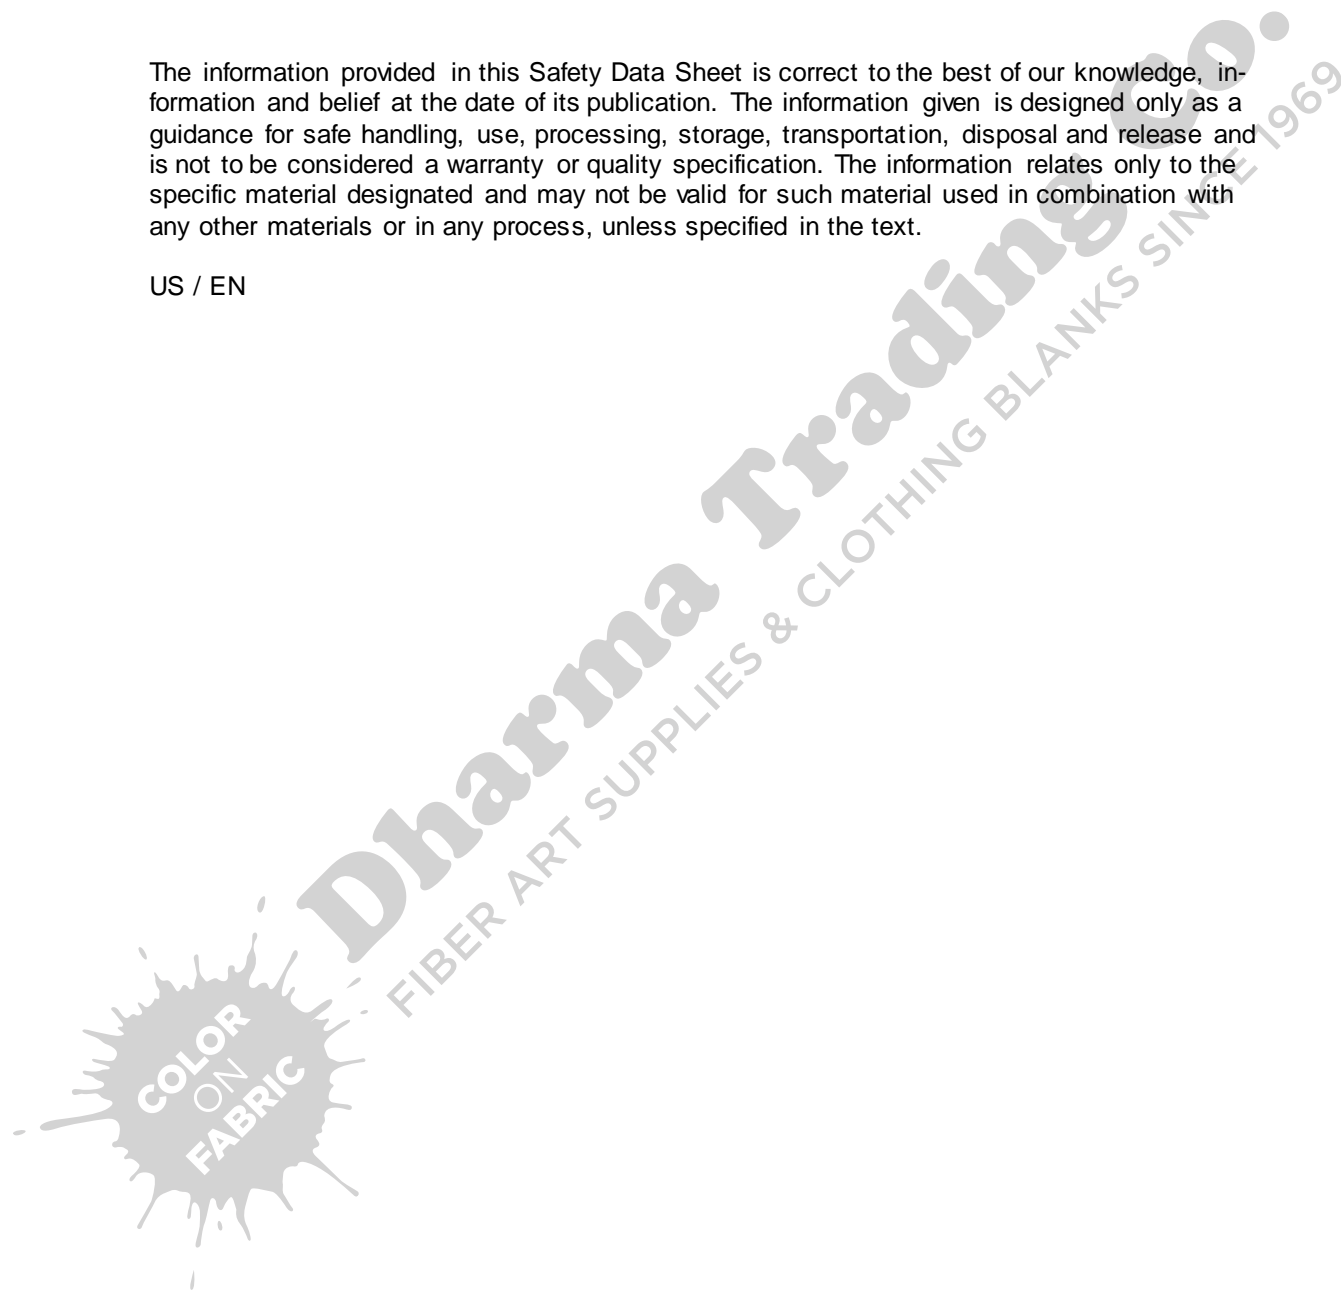 The information provided in this Safety Data Sheet is correct to the best of our knowledge, in-
formation and belief at the date of its publication. The information given is designed only as a
guidance for safe handling, use, processing, storage, transportation, disposal and release and
is not to be considered a warranty or quality specification. The information relates only to the
specific material designated and may not be valid for such material used in combination with
any other materials or in any process, unless specified in the text.
US / EN
Dharma Trading Co.
FIBER ART SUPPLIES & CLOTHING BLANKS SINCE 1969
COLOR
ON
FABRIC